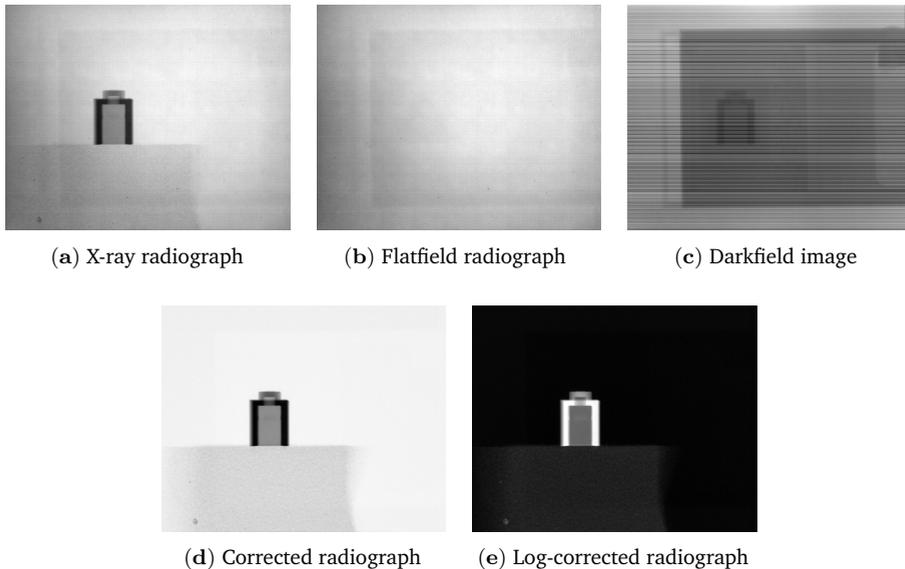 (a) X-ray radiograph
(b) Flatfield radiograph
(c) Darkfield image
(d) Corrected radiograph
(e) Log-corrected radiograph